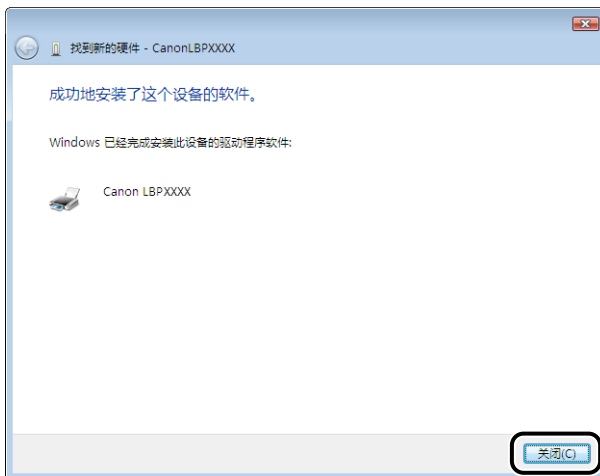 找到新的硬件 - CanonLBPXXXX
成功地安装了这个设备的软件。
Windows 已经完成安装此设备的驱动程序软件:
Canon LBPXXXX
关闭(C)